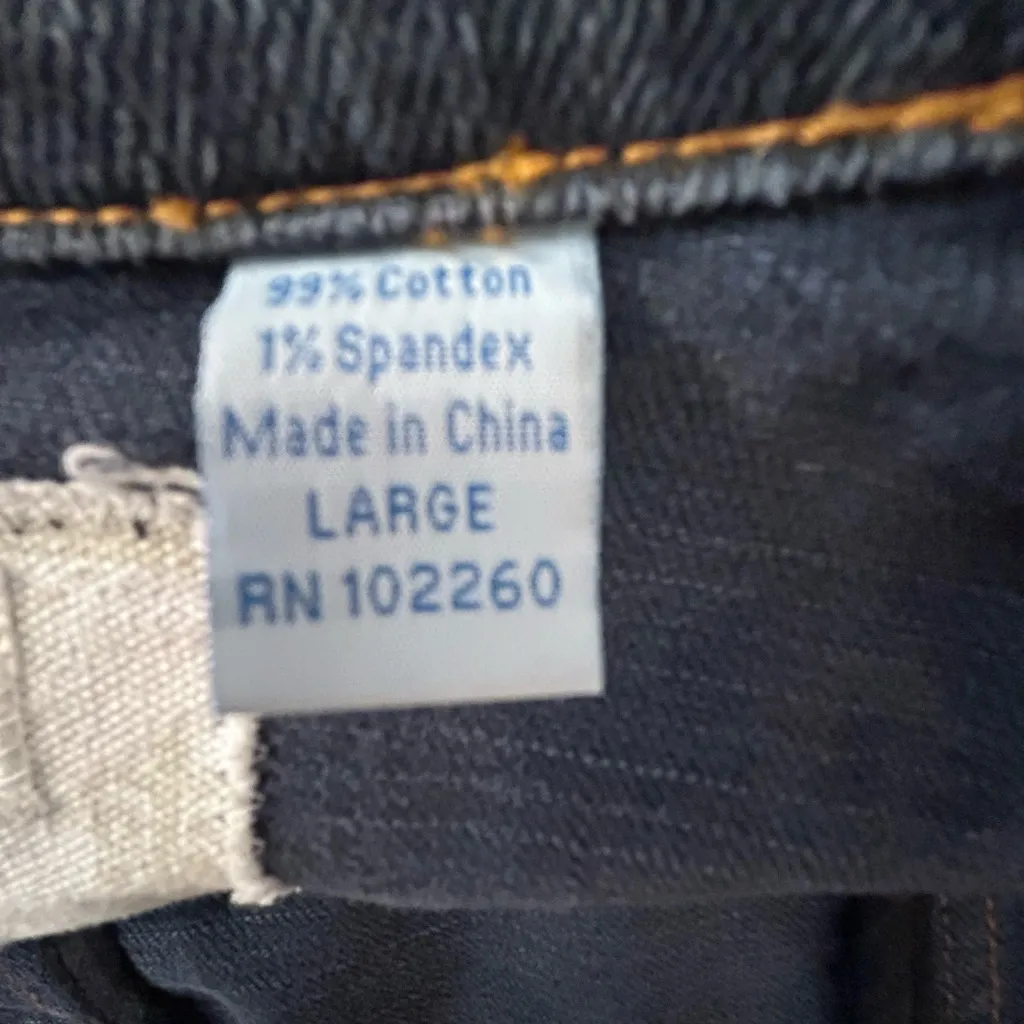 99% Cotton
1% Spandex
Made in China
LARGE
RN 102260